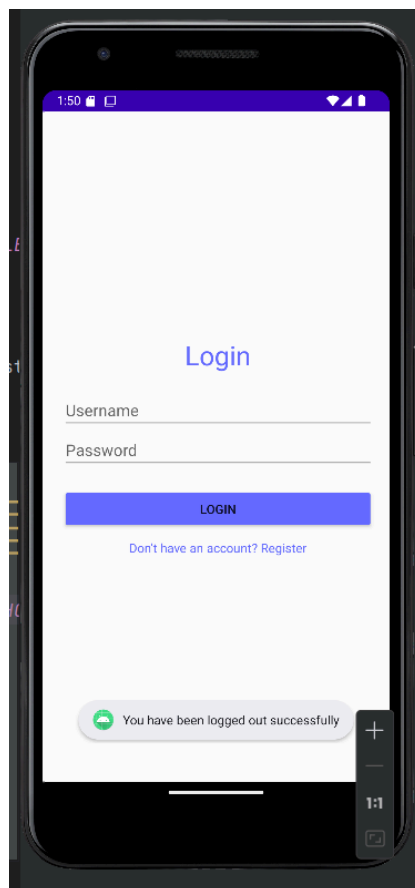 1:50
Login
Username
Password
LOGIN
Don't have an account? Register
You have been logged out successfully
1:1